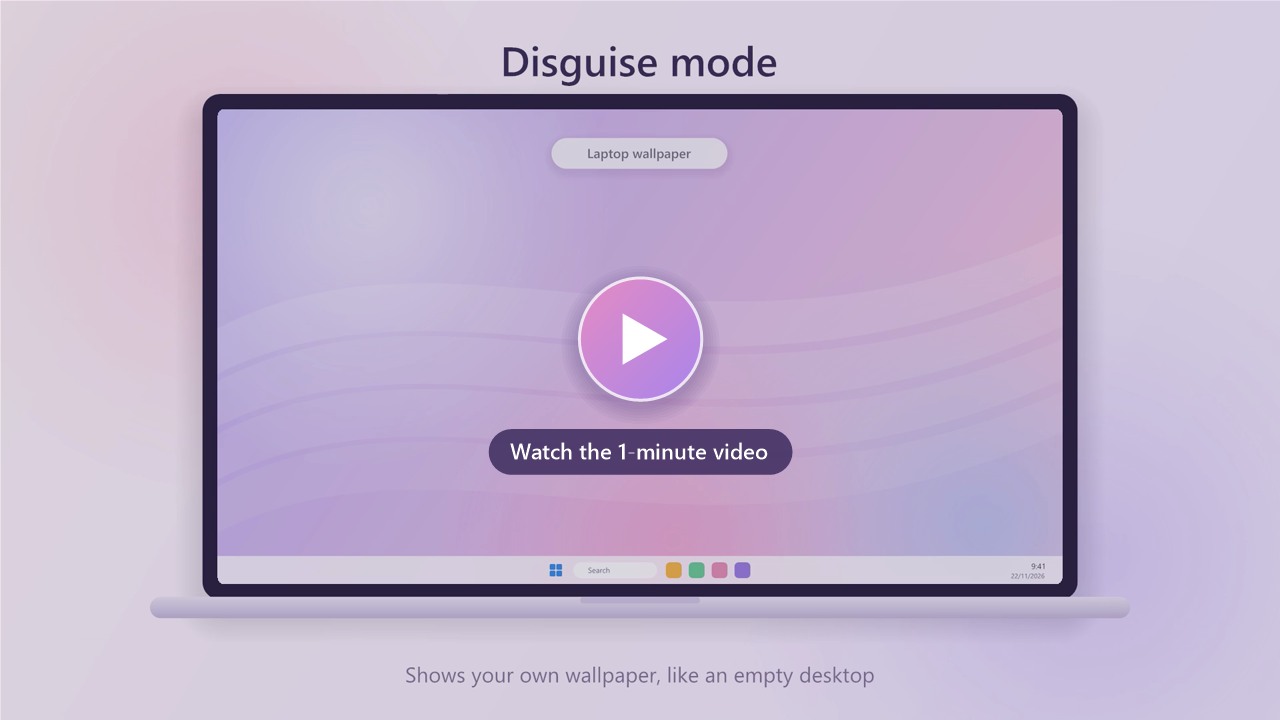 Disguise mode
Laptop wallpaper
Watch the 1-minute video
Search
9:41
22/11/2026
Shows your own wallpaper, like an empty desktop